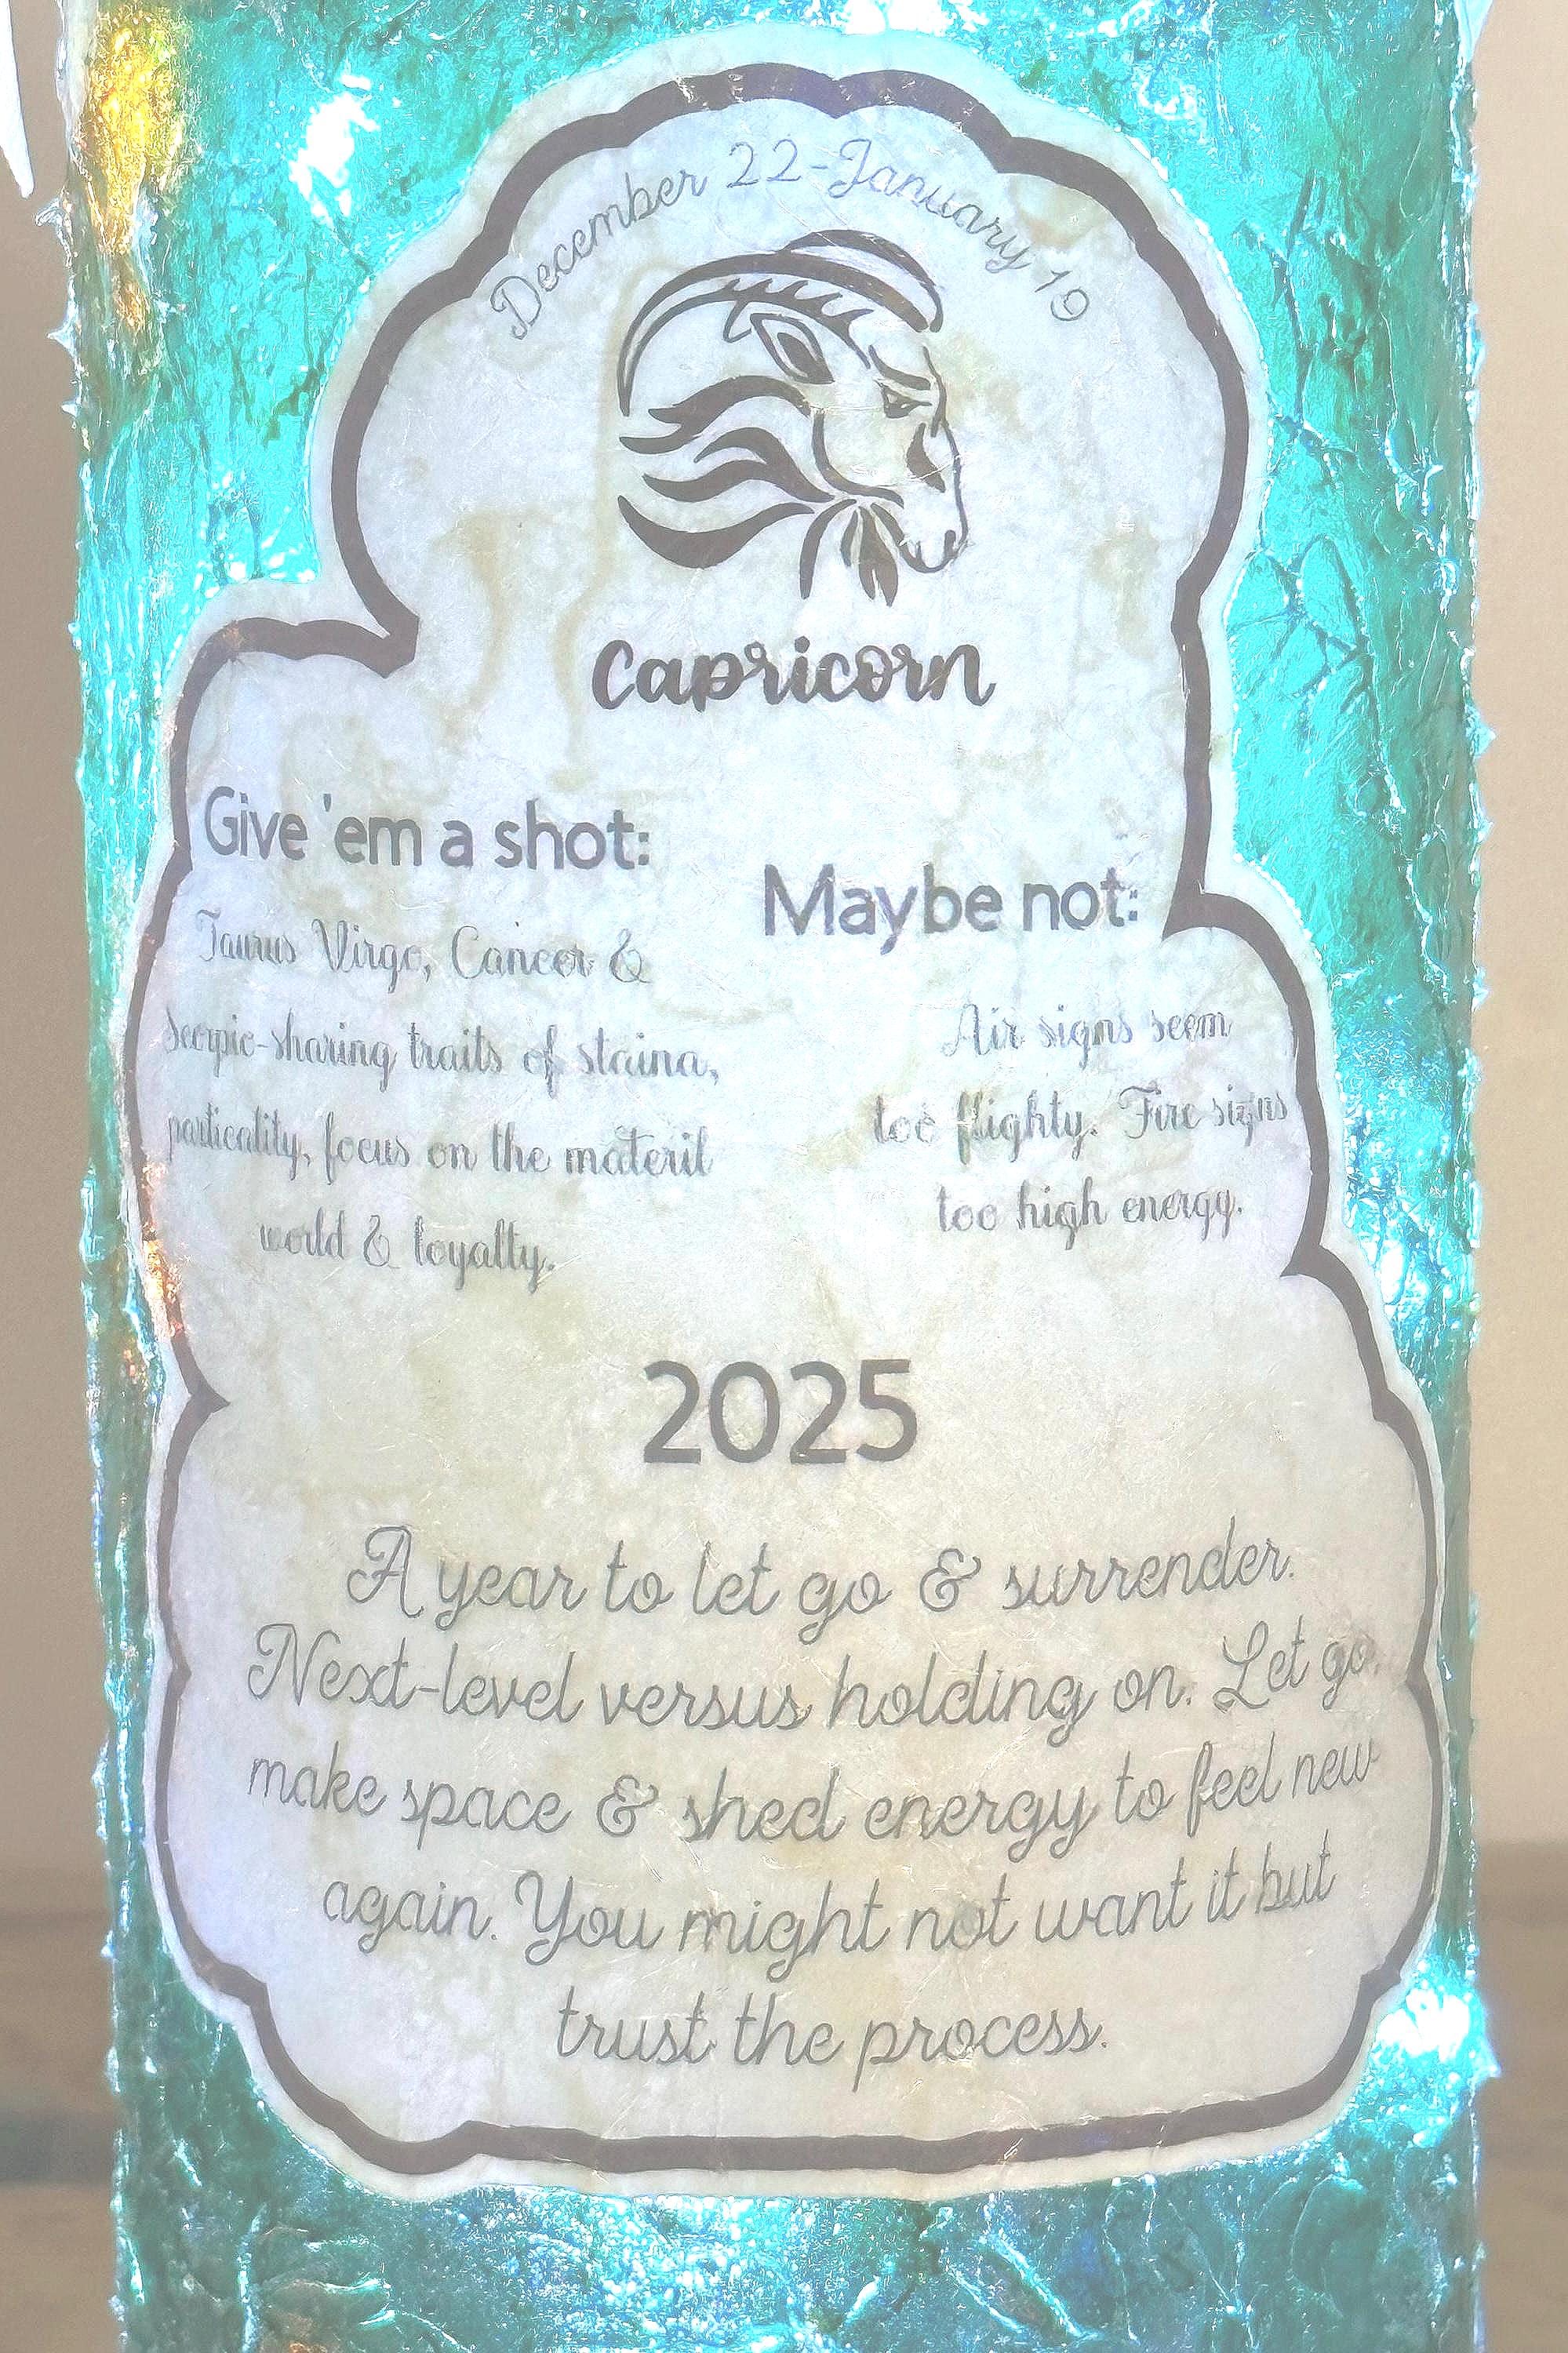 December 22-January 19
Capricorn
Give 'em a shot:
Taurus Virgo, Cancer &
Scorpio-sharing traits of staina,
particality, focus on the materil
world & loyalty.
Maybe not:
Air signs seem
too flighty. Fire signs
too high energy.
2025
A year to let go & surrender.
Next-level versus holding on. Let go,
make space & shed energy to feel new
again. You might not want it but
trust the process.